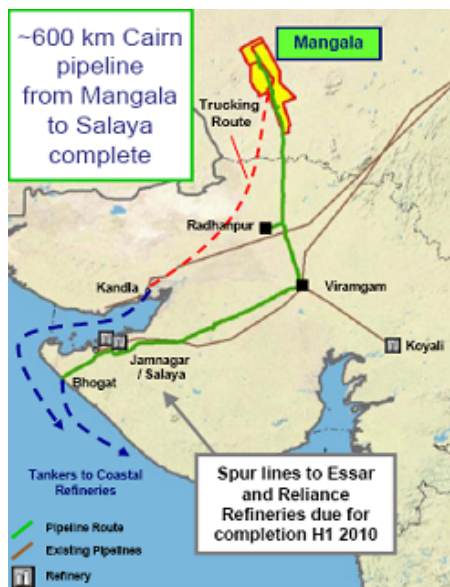 ~600 km Cairn
pipeline
from Mangala
to Salaya
complete
Mangala
Trucking
Route
Radhanpur
Kandla
Viramgam
Koyali
Jamnagar
/ Salaya
Bhogat
Tankers to Coastal
Refineries
Spur lines to Essar
and Reliance
Refineries due for
completion H1 2010
Pipeline Route
Existing Pipelines
Refinery